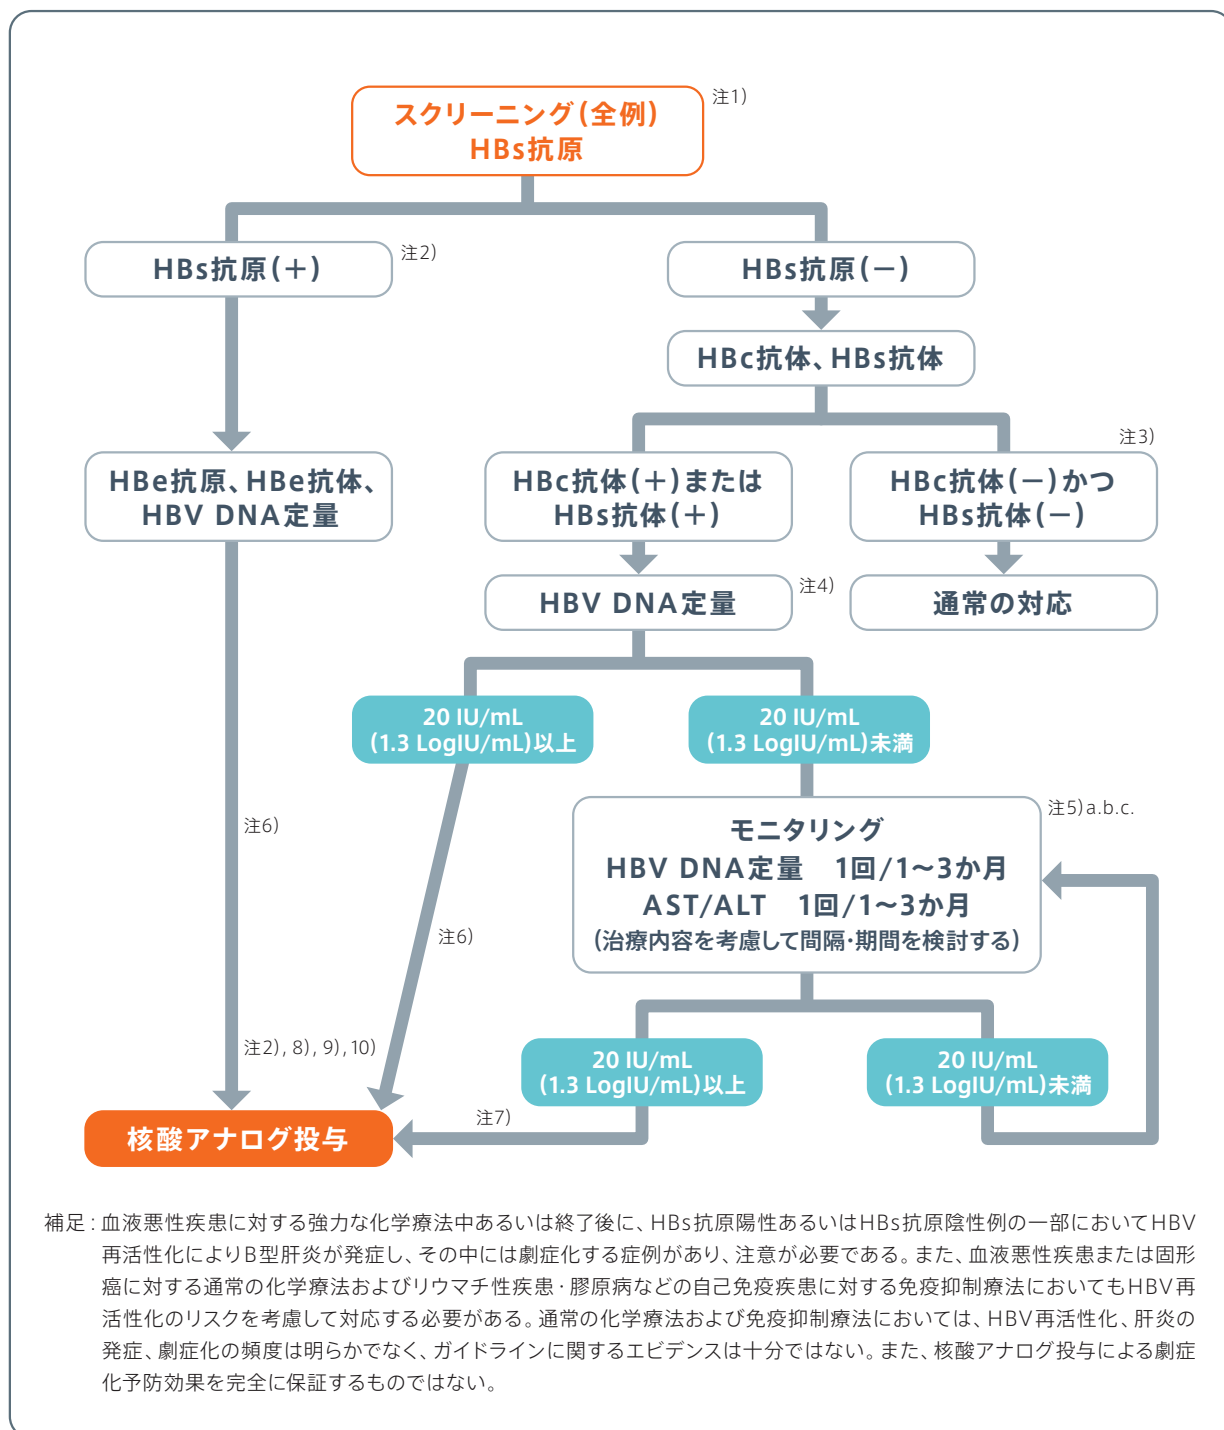 注1)
スクリーニング(全例)
HBs抗原
HBs抗原(＋)
注2)
HBs抗原(－)
HBc抗体、HBs抗体
注3)
HBe抗原、HBe抗体、
HBV DNA定量
HBc抗体(＋)または
HBs抗体(＋)
HBc抗体(－)かつ
HBs抗体(－)
HBV DNA定量
注4)
通常の対応
20 IU/mL
(1.3 LogIU/mL)以上
20 IU/mL
(1.3 LogIU/mL)未満
注5)a.b.c.
モニタリング
HBV DNA定量　1回/1〜3か月
AST/ALT　1回/1〜3か月
(治療内容を考慮して間隔・期間を検討する)
注6)
注6)
注2), 8), 9), 10)
20 IU/mL
(1.3 LogIU/mL)以上
20 IU/mL
(1.3 LogIU/mL)未満
注7)
核酸アナログ投与
補足 : 血液悪性疾患に対する強力な化学療法中あるいは終了後に、HBs抗原陽性あるいはHBs抗原陰性例の一部においてHBV
再活性化によりB型肝炎が発症し、その中には劇症化する症例があり、注意が必要である。また、血液悪性疾患または固形
癌に対する通常の化学療法およびリウマチ性疾患・膠原病などの自己免疫疾患に対する免疫抑制療法においてもHBV再
活性化のリスクを考慮して対応する必要がある。通常の化学療法および免疫抑制療法においては、HBV再活性化、肝炎の
発症、劇症化の頻度は明らかでなく、ガイドラインに関するエビデンスは十分ではない。また、核酸アナログ投与による劇症
化予防効果を完全に保証するものではない。